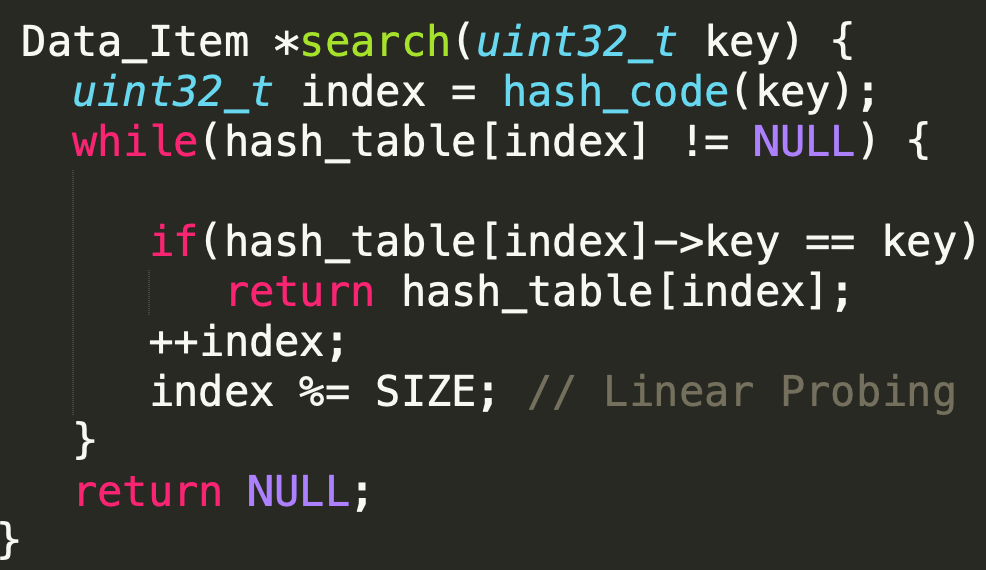 Data_Item *search(uint32_t key) {
uint32_t index = hash_code(key);
while(hash_table[index] != NULL) {
if(hash_table[index]->key == key)
return hash_table[index];
++index;
index %= SIZE; // Linear Probing
}
return NULL;
}